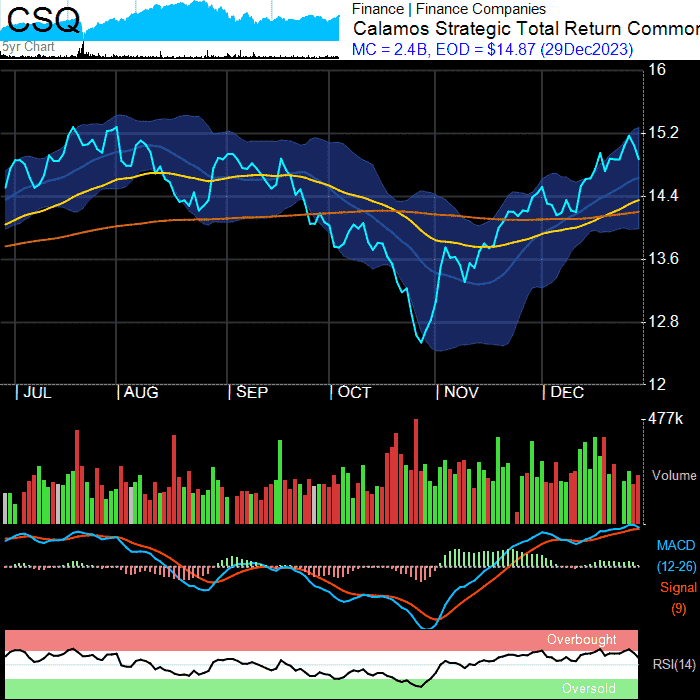 CSQ
5yr Chart
Finance | Finance Companies
Calamos Strategic Total Return Common
MC = 2.4B, EOD = $14.87 (29Dec2023)
16
15.2
14.4
13.6
12.8
12
JUL AUG SEP OCT NOV DEC
477k
Volume
MACD
(12-26)
Signal
(9)
Overbought
RSI(14)
Oversold